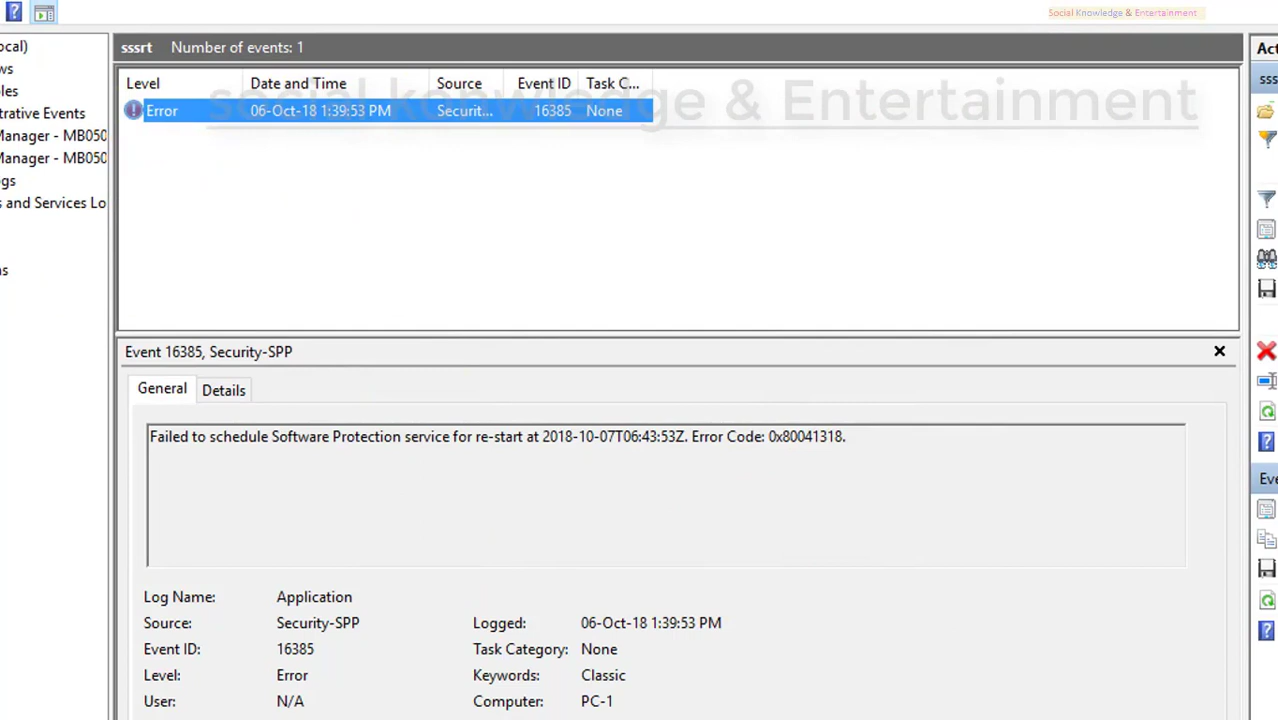 Social Knowledge & Entertainment
ocal)
ws
les
trative Events
Manager - MB050
Manager - MB050
gs
s and Services Lo
ns
sssrt Number of events: 1
Level Date and Time Source Event ID Task C...
Error 06-Oct-18 1:39:53 PM Securit... 16385 None
social konwledge & Entertainment
Event 16385, Security-SPP
General Details
Failed to schedule Software Protection service for re-start at 2018-10-07T06:43:53Z. Error Code: 0x80041318.
Log Name: Application
Source: Security-SPP Logged: 06-Oct-18 1:39:53 PM
Event ID: 16385 Task Category: None
Level: Error Keywords: Classic
User: N/A Computer: PC-1
Act
sss
Eve